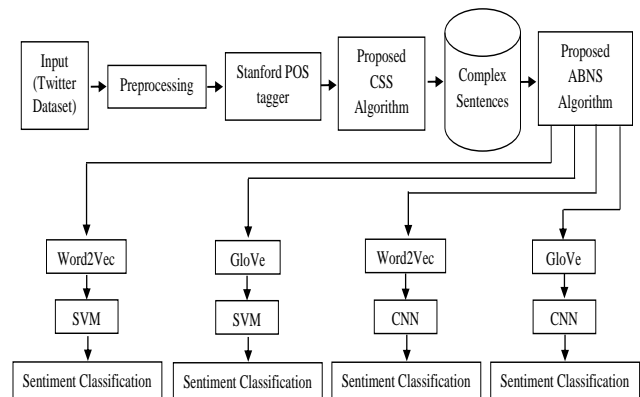 Input
(Twitter
Dataset)
Preprocessing
Stanford POS
tagger
Proposed
CSS
Algorithm
Complex
Sentences
Proposed
ABNS
Algorithm
Word2Vec
GloVe
Word2Vec
GloVe
SVM
SVM
CNN
CNN
Sentiment Classification
Sentiment Classification
Sentiment Classification
Sentiment Classification